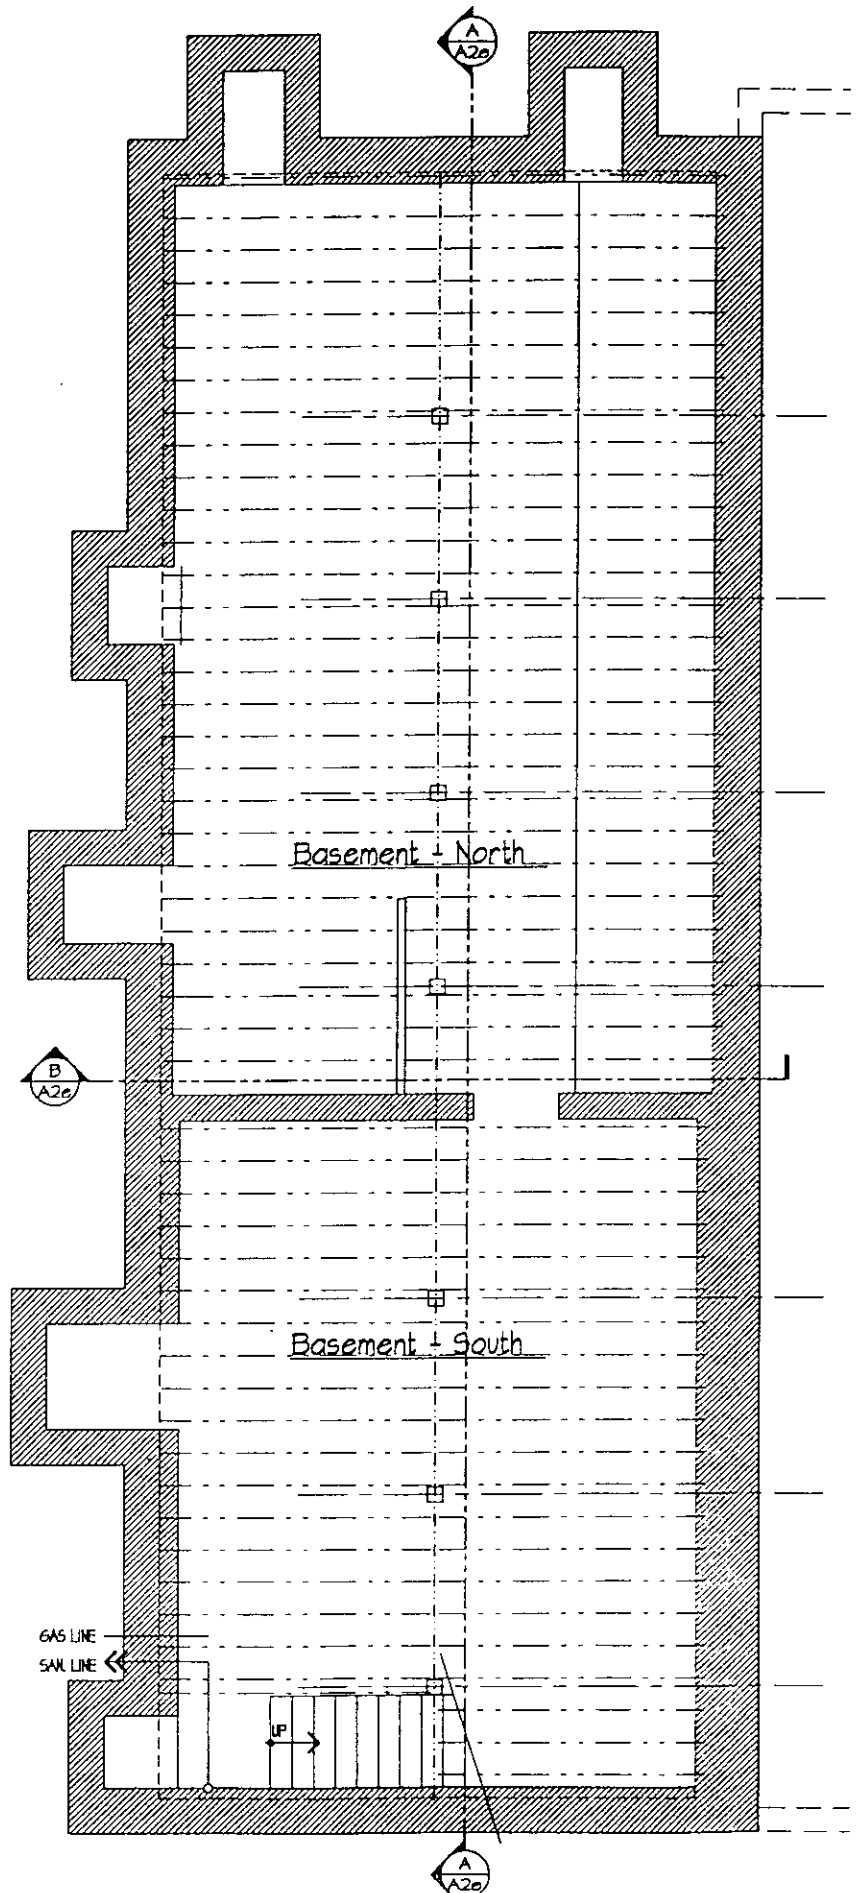 A
A2e
Basement - North
B
A2e
Basement - South
GAS LINE
SAN. LINE
UP
A
A2e